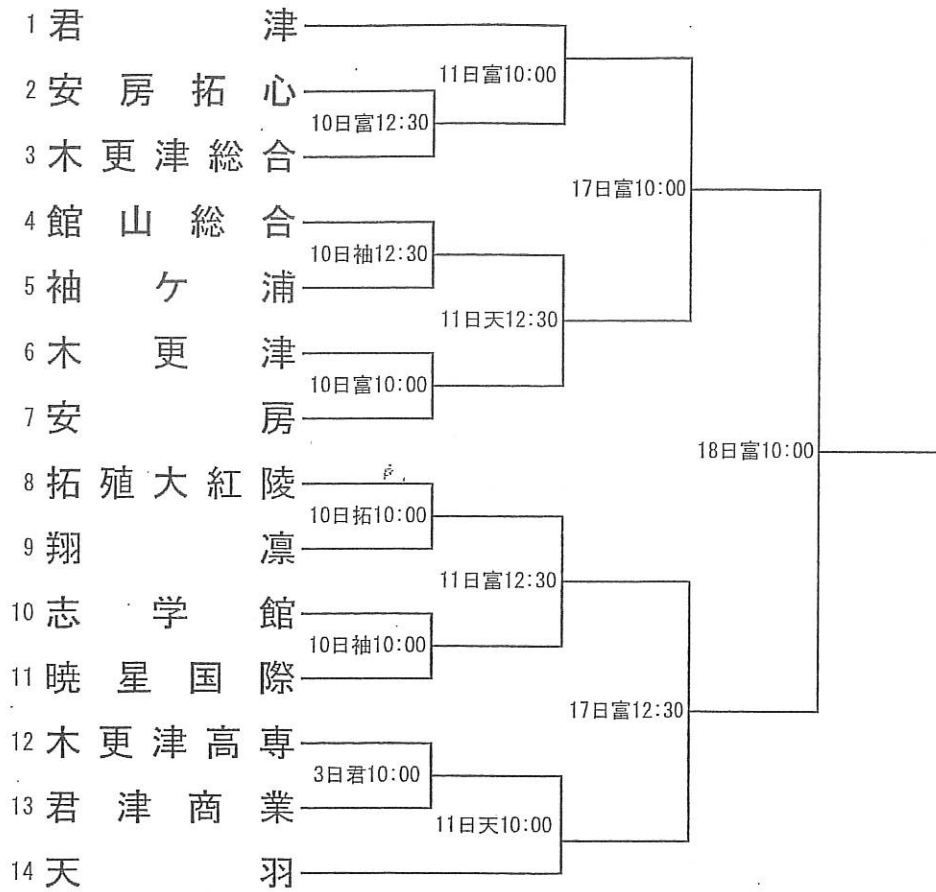 1 君津
11日富10:00
2 安房拓心
10日富12:30
3 木更津総合
17日富10:00
4 館山総合
10日袖12:30
5 袖ケ浦
11日天12:30
6 木更津
10日富10:00
7 安房
18日富10:00
8 拓殖大紅陵
10日拓10:00
9 翔凛
11日富12:30
10 志学館
10日袖10:00
11 暁星国際
17日富12:30
12 木更津高専
3日君10:00
13 君津商業
11日天10:00
14 天羽